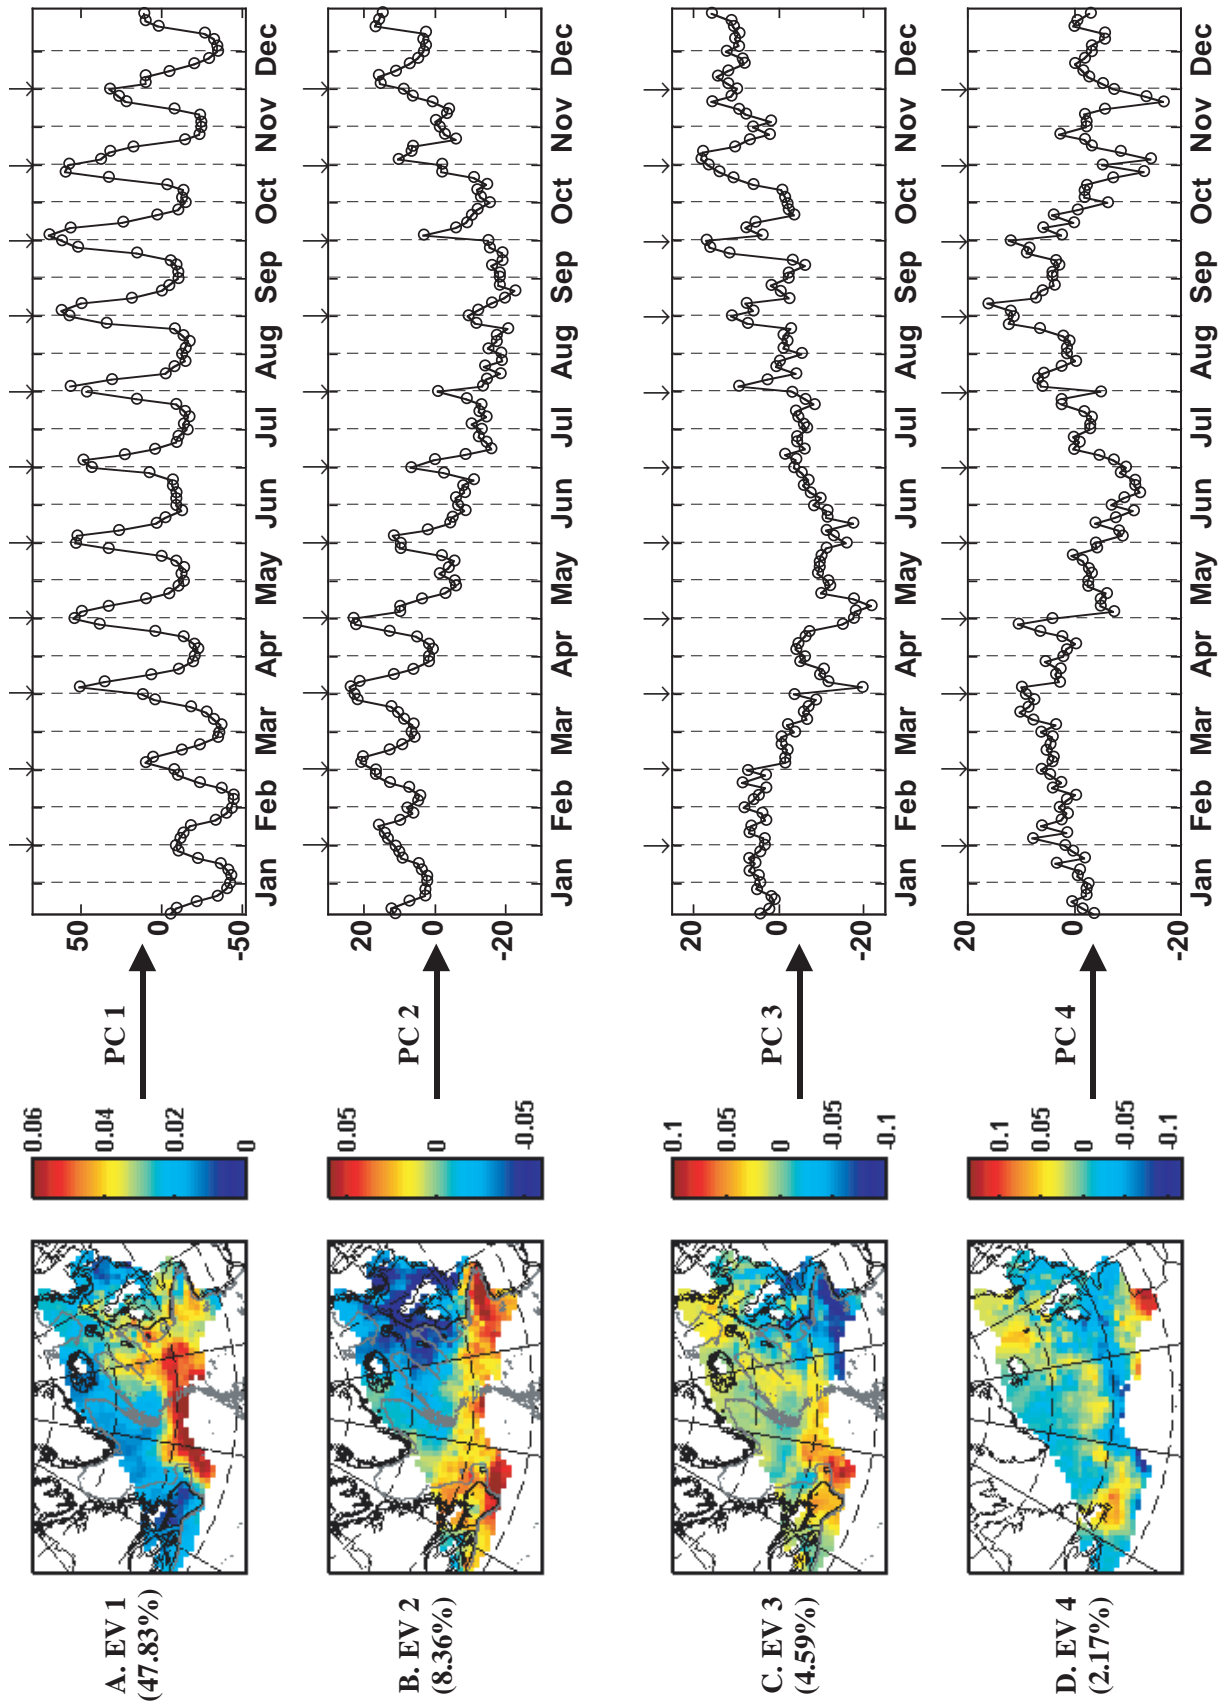 A. EV 1
(47.83%)
0.06
0.04
0.02
0
PC 1
50
0
-50
Jan Feb Mar Apr May Jun Jul Aug Sep Oct Nov Dec
B. EV 2
(8.36%)
0.05
0
-0.05
PC 2
20
0
-20
Jan Feb Mar Apr May Jun Jul Aug Sep Oct Nov Dec
C. EV 3
(4.59%)
0.1
0.05
0
-0.05
-0.1
PC 3
20
0
-20
Jan Feb Mar Apr May Jun Jul Aug Sep Oct Nov Dec
D. EV 4
(2.17%)
0.1
0.05
0
-0.05
-0.1
PC 4
20
0
-20
Jan Feb Mar Apr May Jun Jul Aug Sep Oct Nov Dec